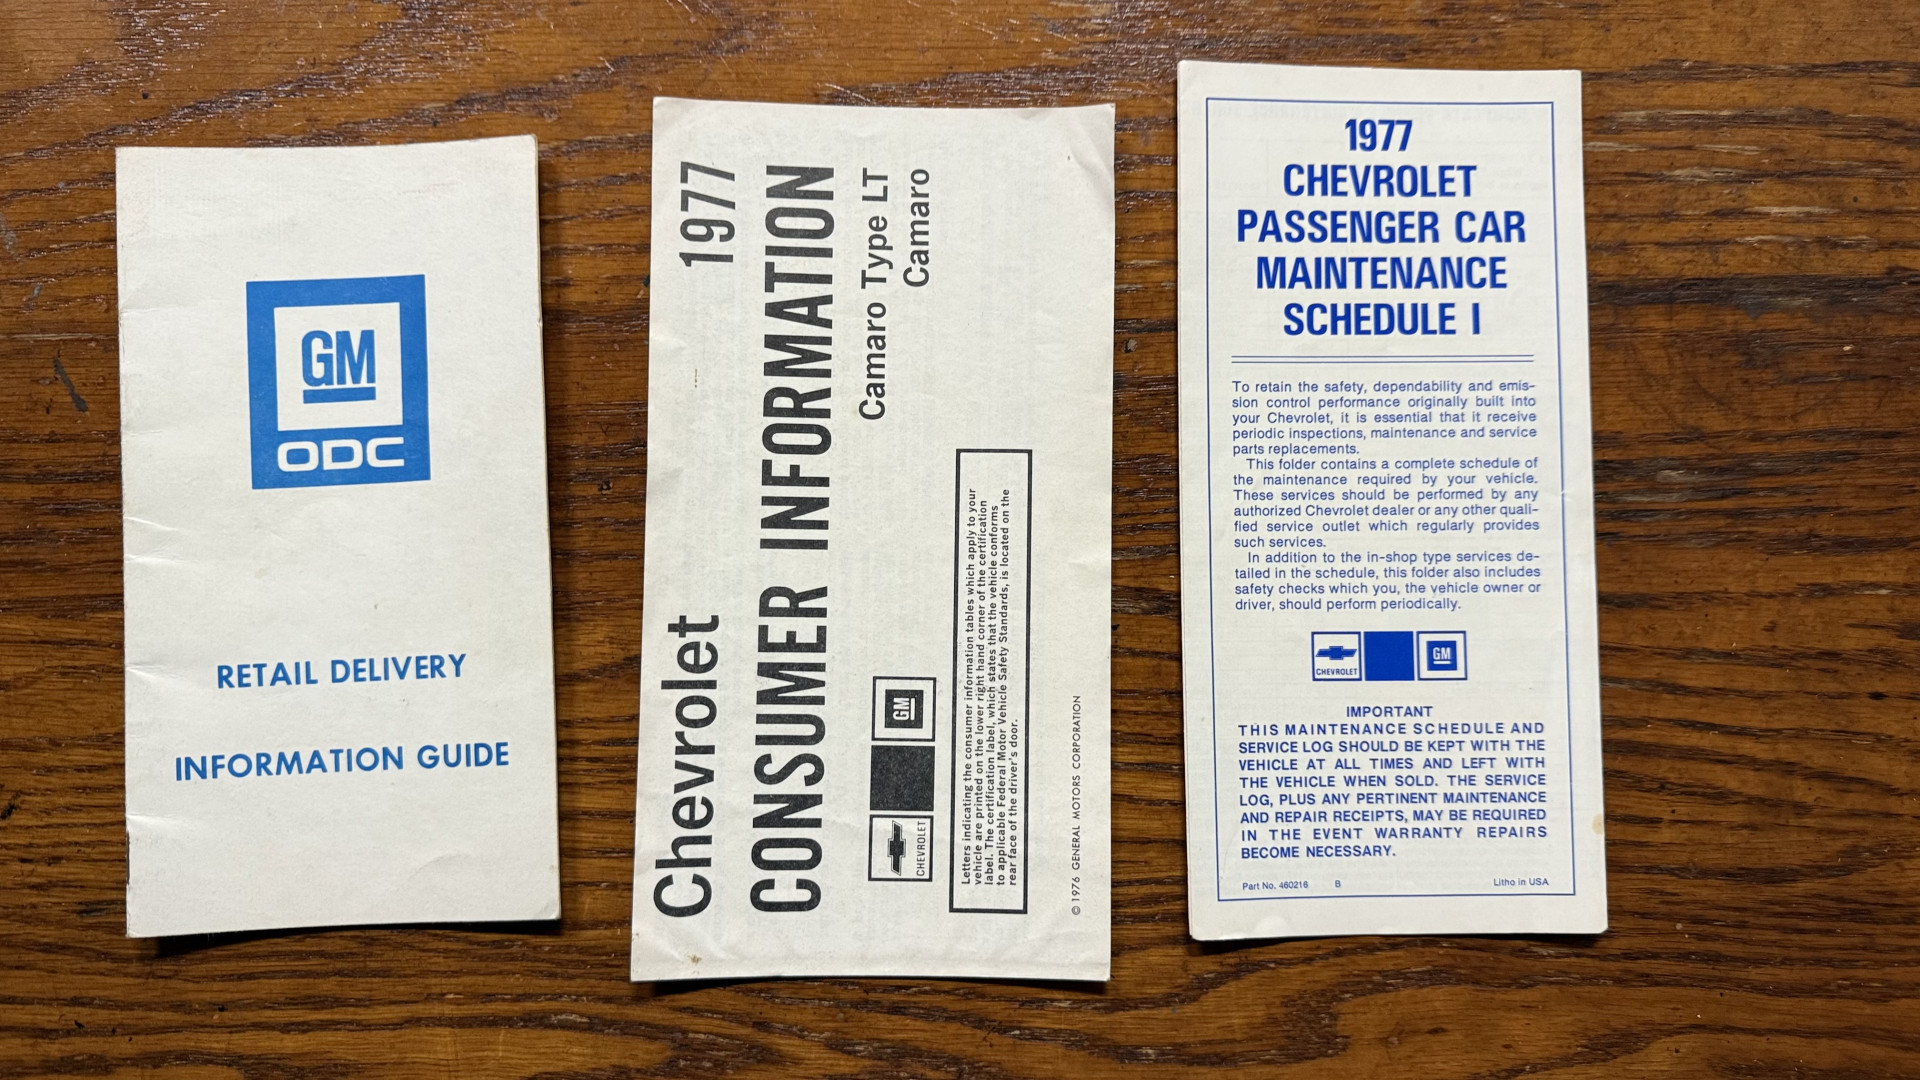 GM
ODC
RETAIL DELIVERY
INFORMATION GUIDE
Chevrolet 1977
CONSUMER INFORMATION
Camaro Type LT
Camaro
CHEVROLET
GM
Letters indicating the consumer information tables which apply to your
vehicle are printed on the lower right hand corner of the certification
label. The certification label, which states that the vehicle conforms
to applicable Federal Motor Vehicle Safety Standards, is located on the
rear face of the driver's door.
© 1976 GENERAL MOTORS CORPORATION
1977
CHEVROLET
PASSENGER CAR
MAINTENANCE
SCHEDULE I
To retain the safety, dependability and emis-
sion control performance originally built into
your Chevrolet, it is essential that it receive
periodic inspections, maintenance and service
parts replacements.
This folder contains a complete schedule of
the maintenance required by your vehicle.
These services should be performed by any
authorized Chevrolet dealer or any other quali-
fied service outlet which regularly provides
such services.
In addition to the in-shop type services de-
tailed in the schedule, this folder also includes
safety checks which you, the vehicle owner or
driver, should perform periodically.
CHEVROLET
GM
IMPORTANT
THIS MAINTENANCE SCHEDULE AND
SERVICE LOG SHOULD BE KEPT WITH THE
VEHICLE AT ALL TIMES AND LEFT WITH
THE VEHICLE WHEN SOLD. THE SERVICE
LOG, PLUS ANY PERTINENT MAINTENANCE
AND REPAIR RECEIPTS, MAY BE REQUIRED
IN THE EVENT WARRANTY REPAIRS
BECOME NECESSARY.
Part No. 460216 B Litho in USA